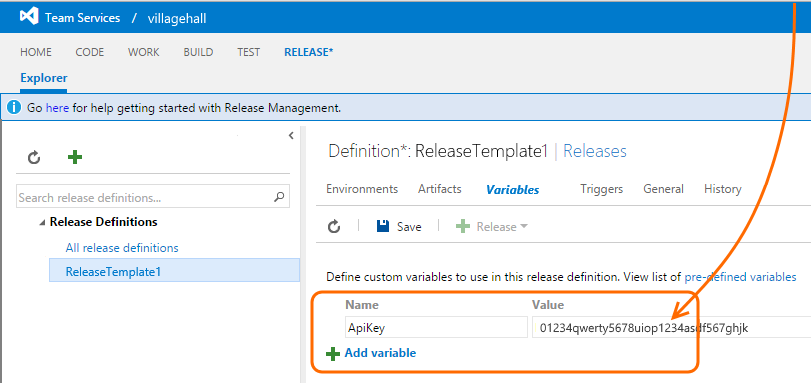 Team Services / villagehall
HOME CODE WORK BUILD TEST RELEASE*
Explorer
Go here for help getting started with Release Management.
Definition*: ReleaseTemplate1 | Releases
Environments Artifacts Variables Triggers General History
Search release definitions...
Save Release
Release Definitions
All release definitions
ReleaseTemplate1
Define custom variables to use in this release definition. View list of pre-defined variables
Name Value
ApiKey 01234qwerty5678uiop1234asdf567ghjk
Add variable